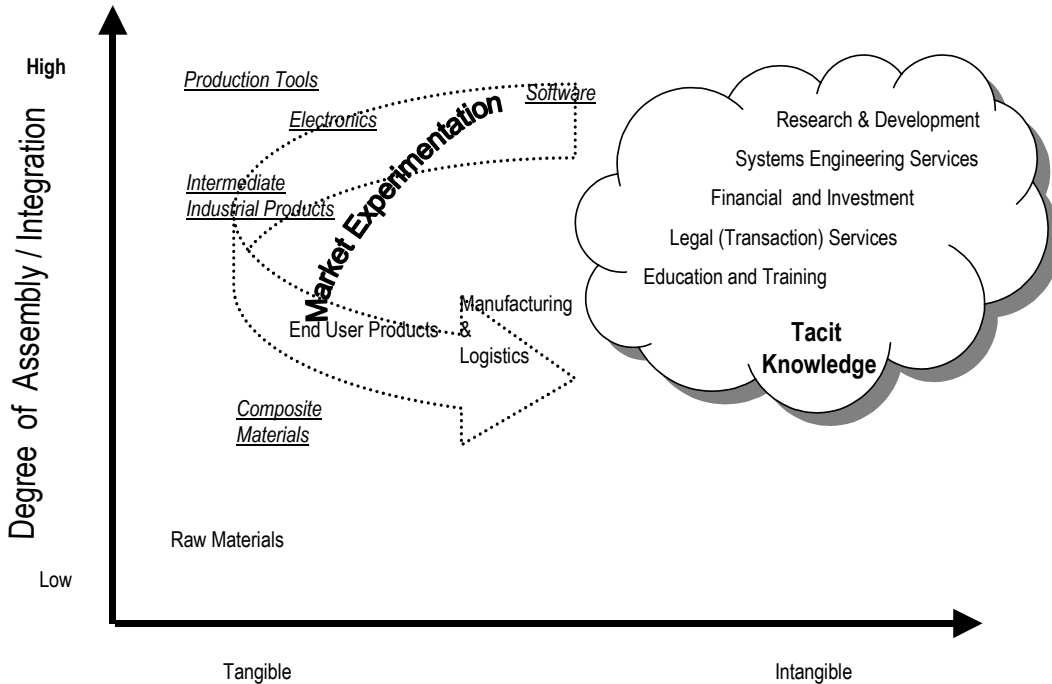 High
Degree of Assembly / Integration
Low
Production Tools
Electronics
Software
Market Experimentation
Intermediate
Industrial Products
End User Products
Manufacturing
&
Logistics
Composite
Materials
Raw Materials
Research & Development
Systems Engineering Services
Financial and Investment
Legal (Transaction) Services
Education and Training
Tacit
Knowledge
Tangible
Intangible